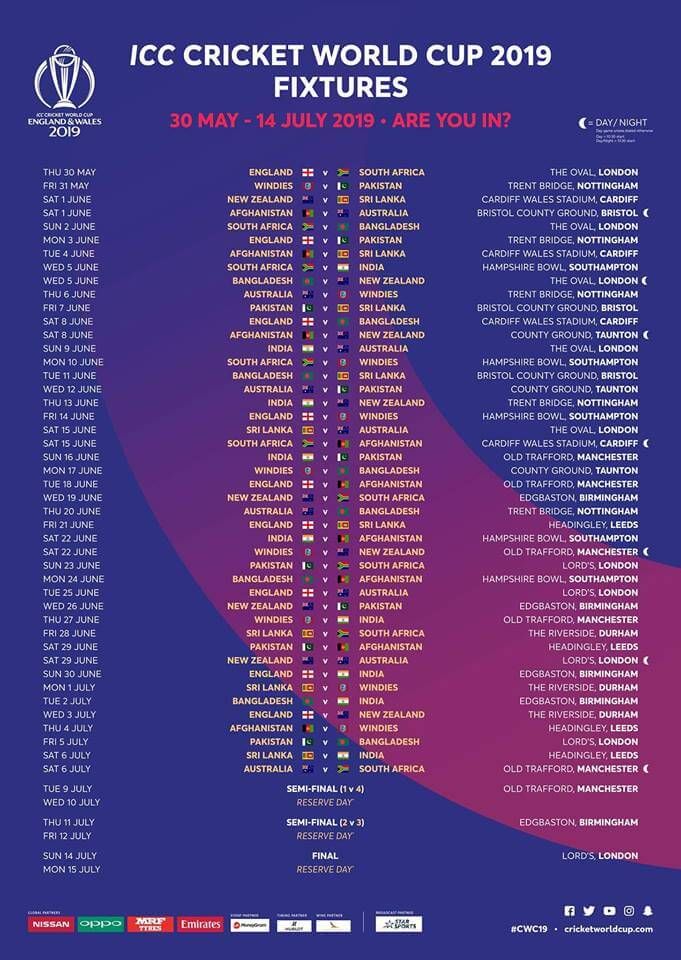 ICC CRICKET WORLD CUP 2019
FIXTURES
30 MAY - 14 JULY 2019 • ARE YOU IN?
ICC CRICKET WORLD CUP
ENGLAND & WALES
2019
= DAY/NIGHT
THU 30 MAY ENGLAND v SOUTH AFRICA THE OVAL, LONDON
FRI 31 MAY WINDIES v PAKISTAN TRENT BRIDGE, NOTTINGHAM
SAT 1 JUNE NEW ZEALAND v SRI LANKA CARDIFF WALES STADIUM, CARDIFF
SAT 1 JUNE AFGHANISTAN v AUSTRALIA BRISTOL COUNTY GROUND, BRISTOL
SUN 2 JUNE SOUTH AFRICA v BANGLADESH THE OVAL, LONDON
MON 3 JUNE ENGLAND v PAKISTAN TRENT BRIDGE, NOTTINGHAM
TUE 4 JUNE AFGHANISTAN v SRI LANKA CARDIFF WALES STADIUM, CARDIFF
WED 5 JUNE SOUTH AFRICA v INDIA HAMPSHIRE BOWL, SOUTHAMPTON
WED 5 JUNE BANGLADESH v NEW ZEALAND THE OVAL, LONDON
THU 6 JUNE AUSTRALIA v WINDIES TRENT BRIDGE, NOTTINGHAM
FRI 7 JUNE PAKISTAN v SRI LANKA BRISTOL COUNTY GROUND, BRISTOL
SAT 8 JUNE ENGLAND v BANGLADESH CARDIFF WALES STADIUM, CARDIFF
SAT 8 JUNE AFGHANISTAN v NEW ZEALAND COUNTY GROUND, TAUNTON
SUN 9 JUNE INDIA v AUSTRALIA THE OVAL, LONDON
MON 10 JUNE SOUTH AFRICA v WINDIES HAMPSHIRE BOWL, SOUTHAMPTON
TUE 11 JUNE BANGLADESH v SRI LANKA BRISTOL COUNTY GROUND, BRISTOL
WED 12 JUNE AUSTRALIA v PAKISTAN COUNTY GROUND, TAUNTON
THU 13 JUNE INDIA v NEW ZEALAND TRENT BRIDGE, NOTTINGHAM
FRI 14 JUNE ENGLAND v WINDIES HAMPSHIRE BOWL, SOUTHAMPTON
SAT 15 JUNE SRI LANKA v AUSTRALIA THE OVAL, LONDON
SAT 15 JUNE SOUTH AFRICA v AFGHANISTAN CARDIFF WALES STADIUM, CARDIFF
SUN 16 JUNE INDIA v PAKISTAN OLD TRAFFORD, MANCHESTER
MON 17 JUNE WINDIES v BANGLADESH COUNTY GROUND, TAUNTON
TUE 18 JUNE ENGLAND v AFGHANISTAN OLD TRAFFORD, MANCHESTER
WED 19 JUNE NEW ZEALAND v SOUTH AFRICA EDGBASTON, BIRMINGHAM
THU 20 JUNE AUSTRALIA v BANGLADESH TRENT BRIDGE, NOTTINGHAM
FRI 21 JUNE ENGLAND v SRI LANKA HEADINGLEY, LEEDS
SAT 22 JUNE INDIA v AFGHANISTAN HAMPSHIRE BOWL, SOUTHAMPTON
SAT 22 JUNE WINDIES v NEW ZEALAND OLD TRAFFORD, MANCHESTER
SUN 23 JUNE PAKISTAN v SOUTH AFRICA LORD'S, LONDON
MON 24 JUNE BANGLADESH v AFGHANISTAN HAMPSHIRE BOWL, SOUTHAMPTON
TUE 25 JUNE ENGLAND v AUSTRALIA LORD'S, LONDON
WED 26 JUNE NEW ZEALAND v PAKISTAN EDGBASTON, BIRMINGHAM
THU 27 JUNE WINDIES v INDIA OLD TRAFFORD, MANCHESTER
FRI 28 JUNE SRI LANKA v SOUTH AFRICA THE RIVERSIDE, DURHAM
SAT 29 JUNE PAKISTAN v AFGHANISTAN HEADINGLEY, LEEDS
SAT 29 JUNE NEW ZEALAND v AUSTRALIA LORD'S, LONDON
SUN 30 JUNE ENGLAND v INDIA EDGBASTON, BIRMINGHAM
MON 1 JULY SRI LANKA v WINDIES THE RIVERSIDE, DURHAM
TUE 2 JULY BANGLADESH v INDIA EDGBASTON, BIRMINGHAM
WED 3 JULY ENGLAND v NEW ZEALAND THE RIVERSIDE, DURHAM
THU 4 JULY AFGHANISTAN v WINDIES HEADINGLEY, LEEDS
FRI 5 JULY PAKISTAN v BANGLADESH LORD'S, LONDON
SAT 6 JULY SRI LANKA v INDIA HEADINGLEY, LEEDS
SAT 6 JULY AUSTRALIA v SOUTH AFRICA OLD TRAFFORD, MANCHESTER
TUE 9 JULY SEMI-FINAL (1 v 4) OLD TRAFFORD, MANCHESTER
WED 10 JULY RESERVE DAY
THU 11 JULY SEMI-FINAL (2 v 3) EDGBASTON, BIRMINGHAM
FRI 12 JULY RESERVE DAY
SUN 14 JULY FINAL LORD'S, LONDON
MON 15 JULY RESERVE DAY
GLOBAL PARTNERS EVENT PARTNER TIMING PARTNER WINE PARTNER BROADCAST PARTNER
NISSAN oppo MRF TYRES Emirates MoneyGram HUBLOT STAR SPORTS
#CWC19 • cricketworldcup.com